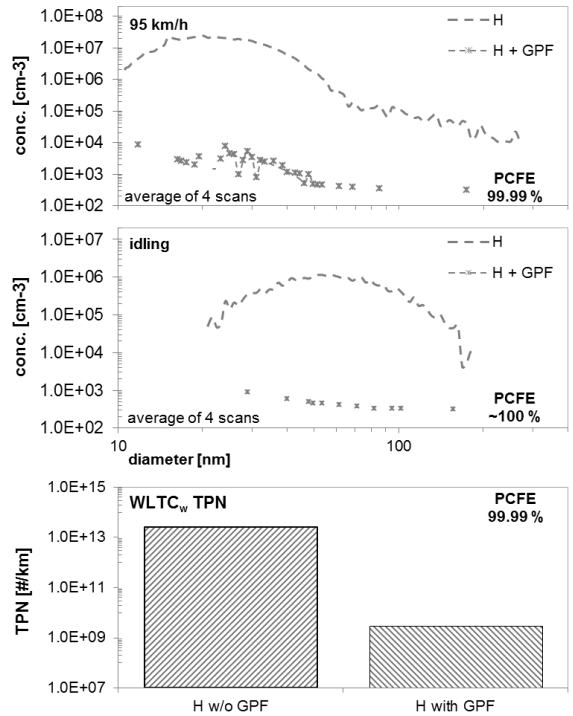 1.0E+08
1.0E+07
1.0E+06
1.0E+05
1.0E+04
1.0E+03
1.0E+02
conc. [cm-3]
95 km/h
H
H + GPF
average of 4 scans
PCFE
99.99 %
1.0E+07
1.0E+06
1.0E+05
1.0E+04
1.0E+03
1.0E+02
conc. [cm-3]
idling
H
H + GPF
average of 4 scans
PCFE
~100 %
10
100
diameter [nm]
1.0E+15
1.0E+13
1.0E+11
1.0E+09
1.0E+07
TPN [#/km]
WLTCw TPN
PCFE
99.99 %
H w/o GPF
H with GPF